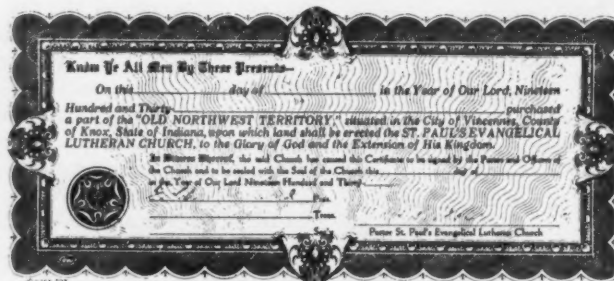 Know Ye All Men By These Presents—
On this day of in the Year of Our Lord, Nineteen
Hundred and Thirty purchased
a part of the "OLD NORTHWEST TERRITORY," situated in the City of Vincennes, County
of Knox, State of Indiana, upon which land shall be erected the ST. PAUL'S EVANGELICAL
LUTHERAN CHURCH, to the Glory of God and the Extension of His Kingdom.
In Witness Whereof, the said Church has caused this Certificate to be signed by the Pastor and Officers of
the Church and to be sealed with the Seal of the Church this day of
in the Year of Our Lord Nineteen Hundred and Thirty
Pres.
Treas.
Pastor St. Paul's Evangelical Lutheran Church